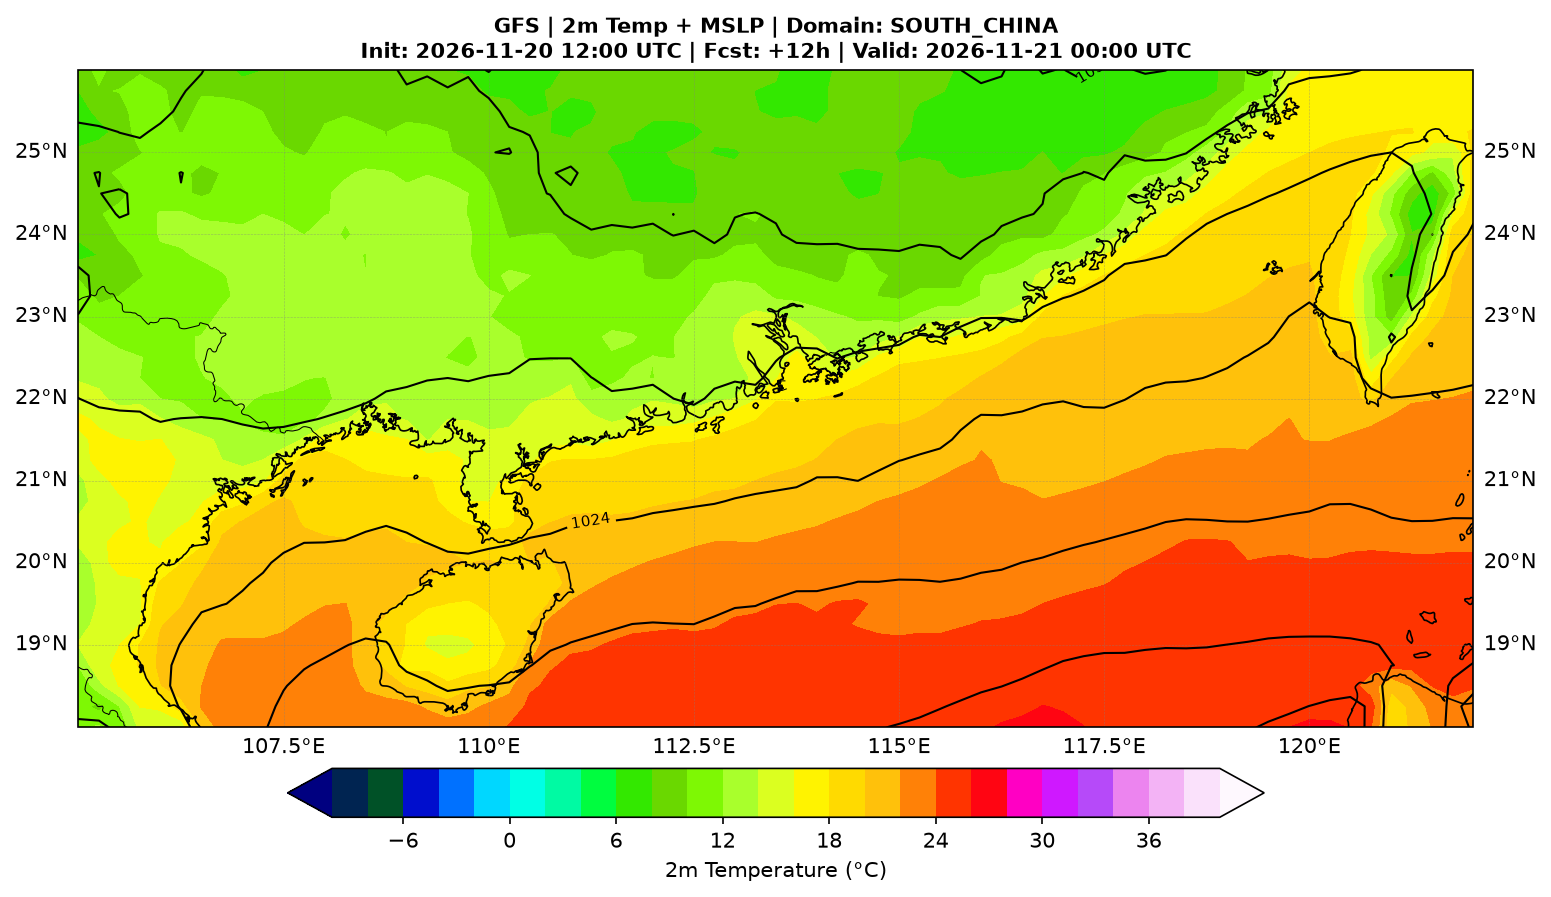 GFS | 2m Temp + MSLP | Domain: SOUTH_CHINA
Init: 2026-11-20 12:00 UTC | Fcst: +12h | Valid: 2026-11-21 00:00 UTC
25°N 25°N
24°N 24°N
23°N 23°N
22°N 22°N
21°N 21°N
1024
20°N 20°N
19°N 19°N
107.5°E 110°E 112.5°E 115°E 117.5°E 120°E
−6 0 6 12 18 24 30 36
2m Temperature (°C)